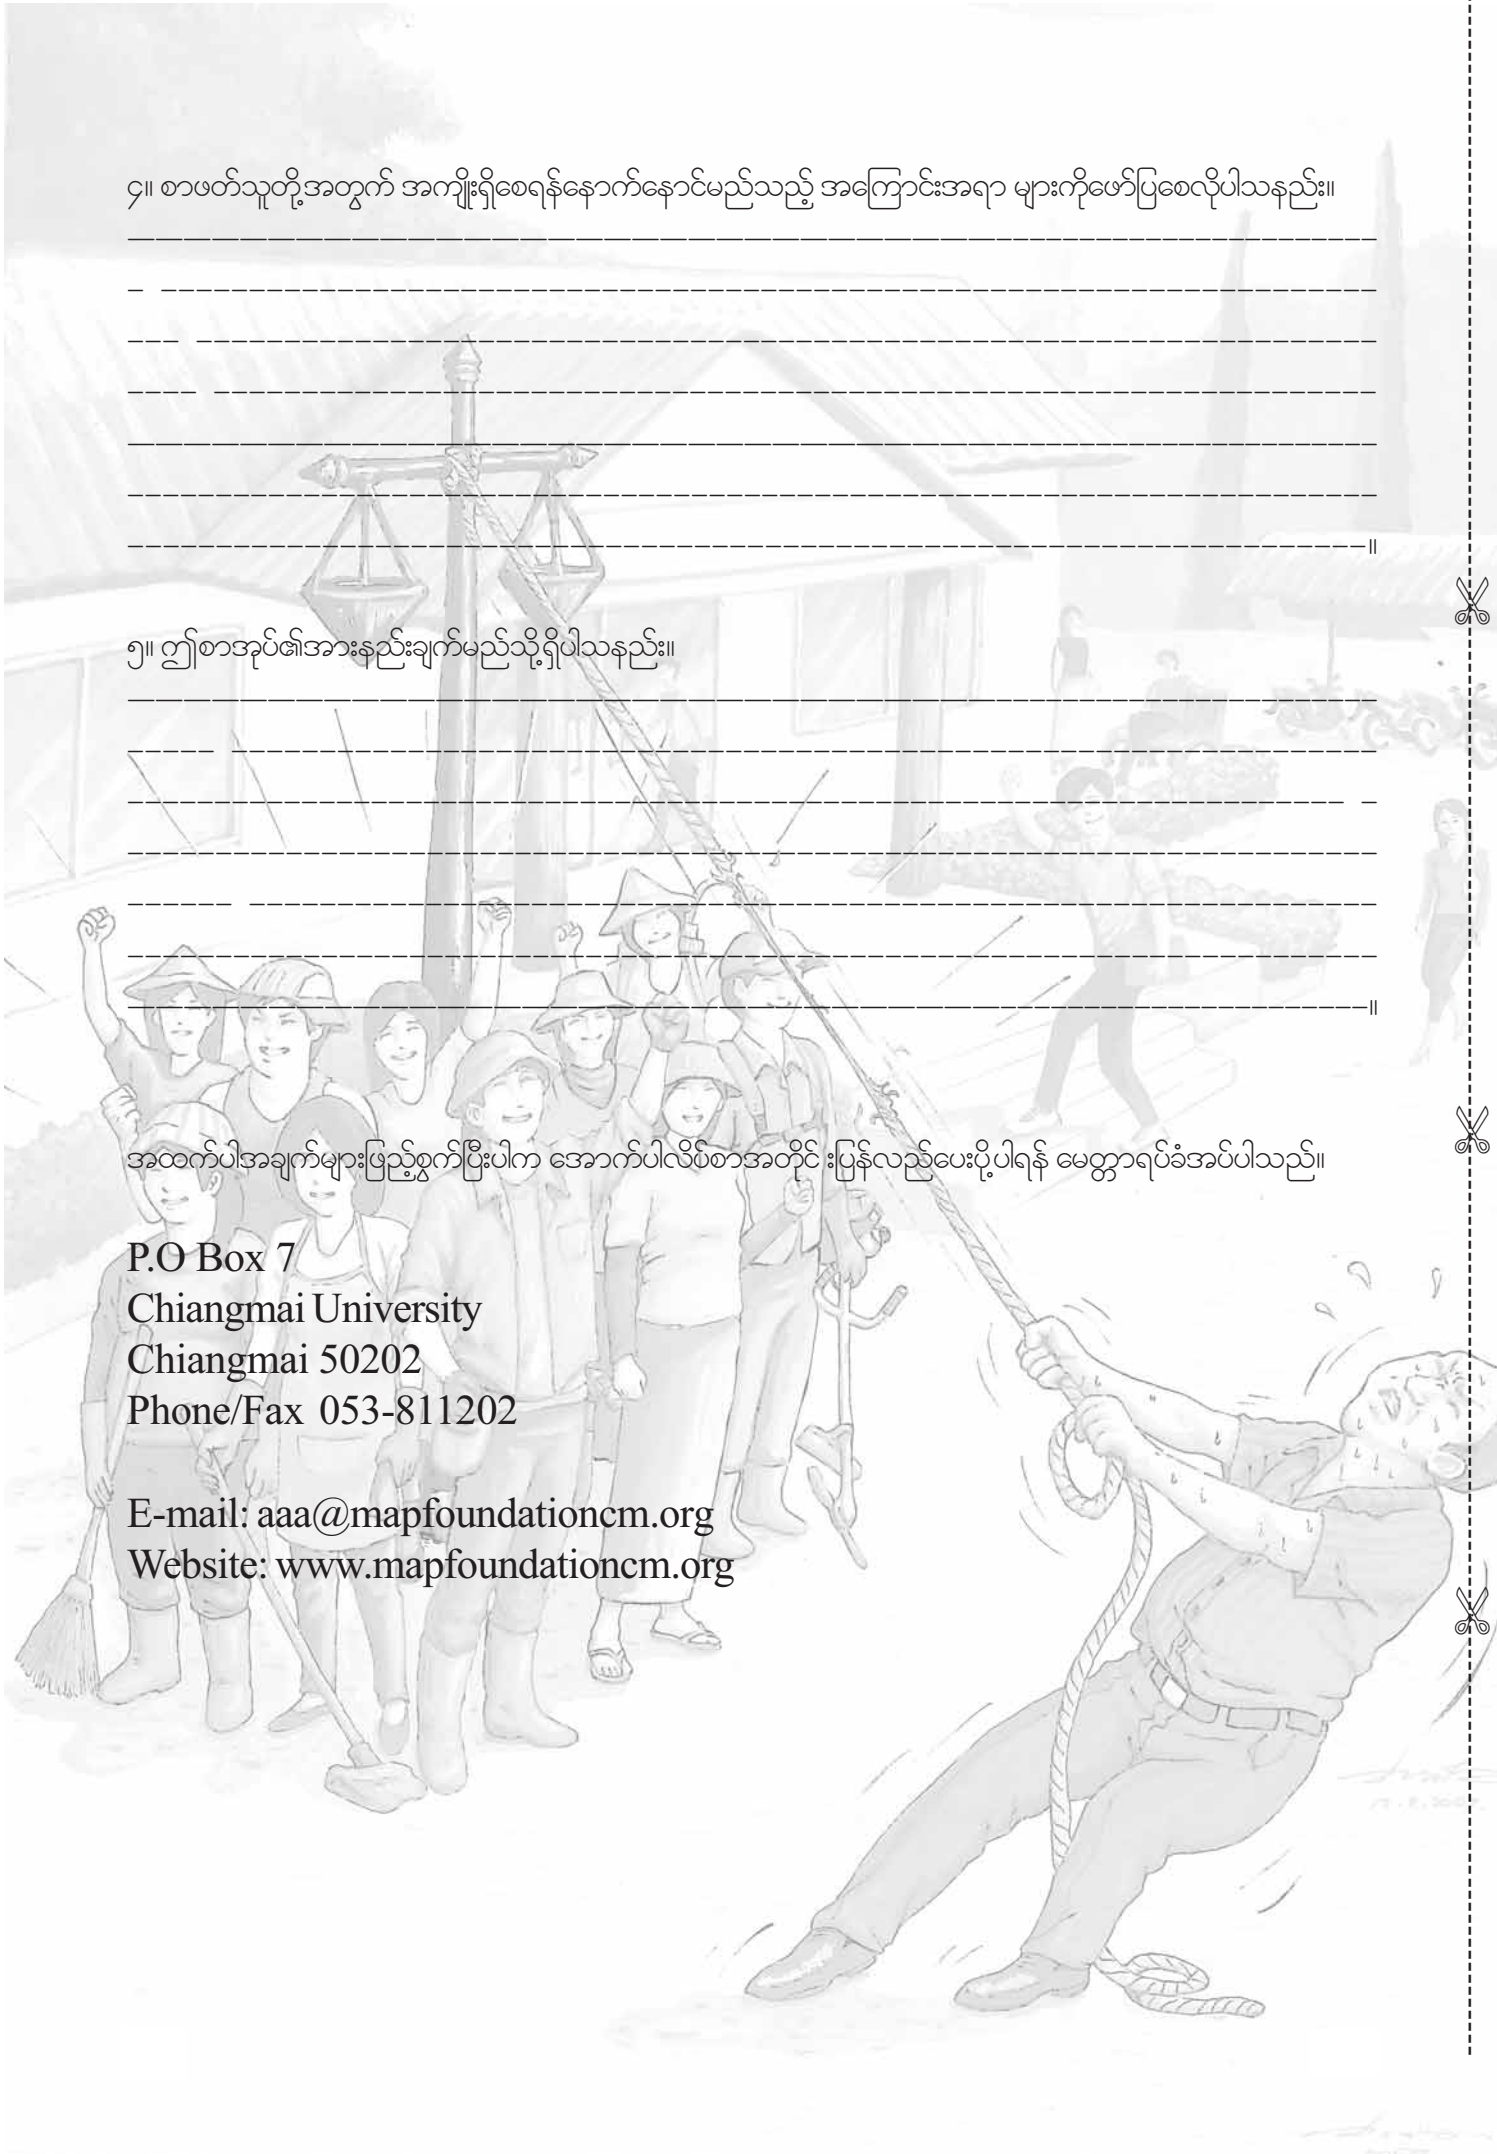 ၄။ စာဖတ်သူတို့အတွက် အကျိုးရှိစေရန်နောက်နောင်မည်သည့် အကြောင်းအရာ များကိုဖော်ပြစေလိုပါသနည်း။
၅။ ဤစာအုပ်၏အားနည်းချက်မည်သို့ရှိပါသနည်း။
အထက်ပါအချက်များဖြည့်စွက်ပြီးပါက အောက်ပါလိပ်စာအတိုင်းပြန်လည်ပေးပို့ပါရန် မေတ္တာရပ်ခံအပ်ပါသည်။
P.O Box 7
Chiangmai University
Chiangmai 50202
Phone/Fax 053-811202
E-mail: aaa@mapfoundationcm.org
Website: www.mapfoundationcm.org